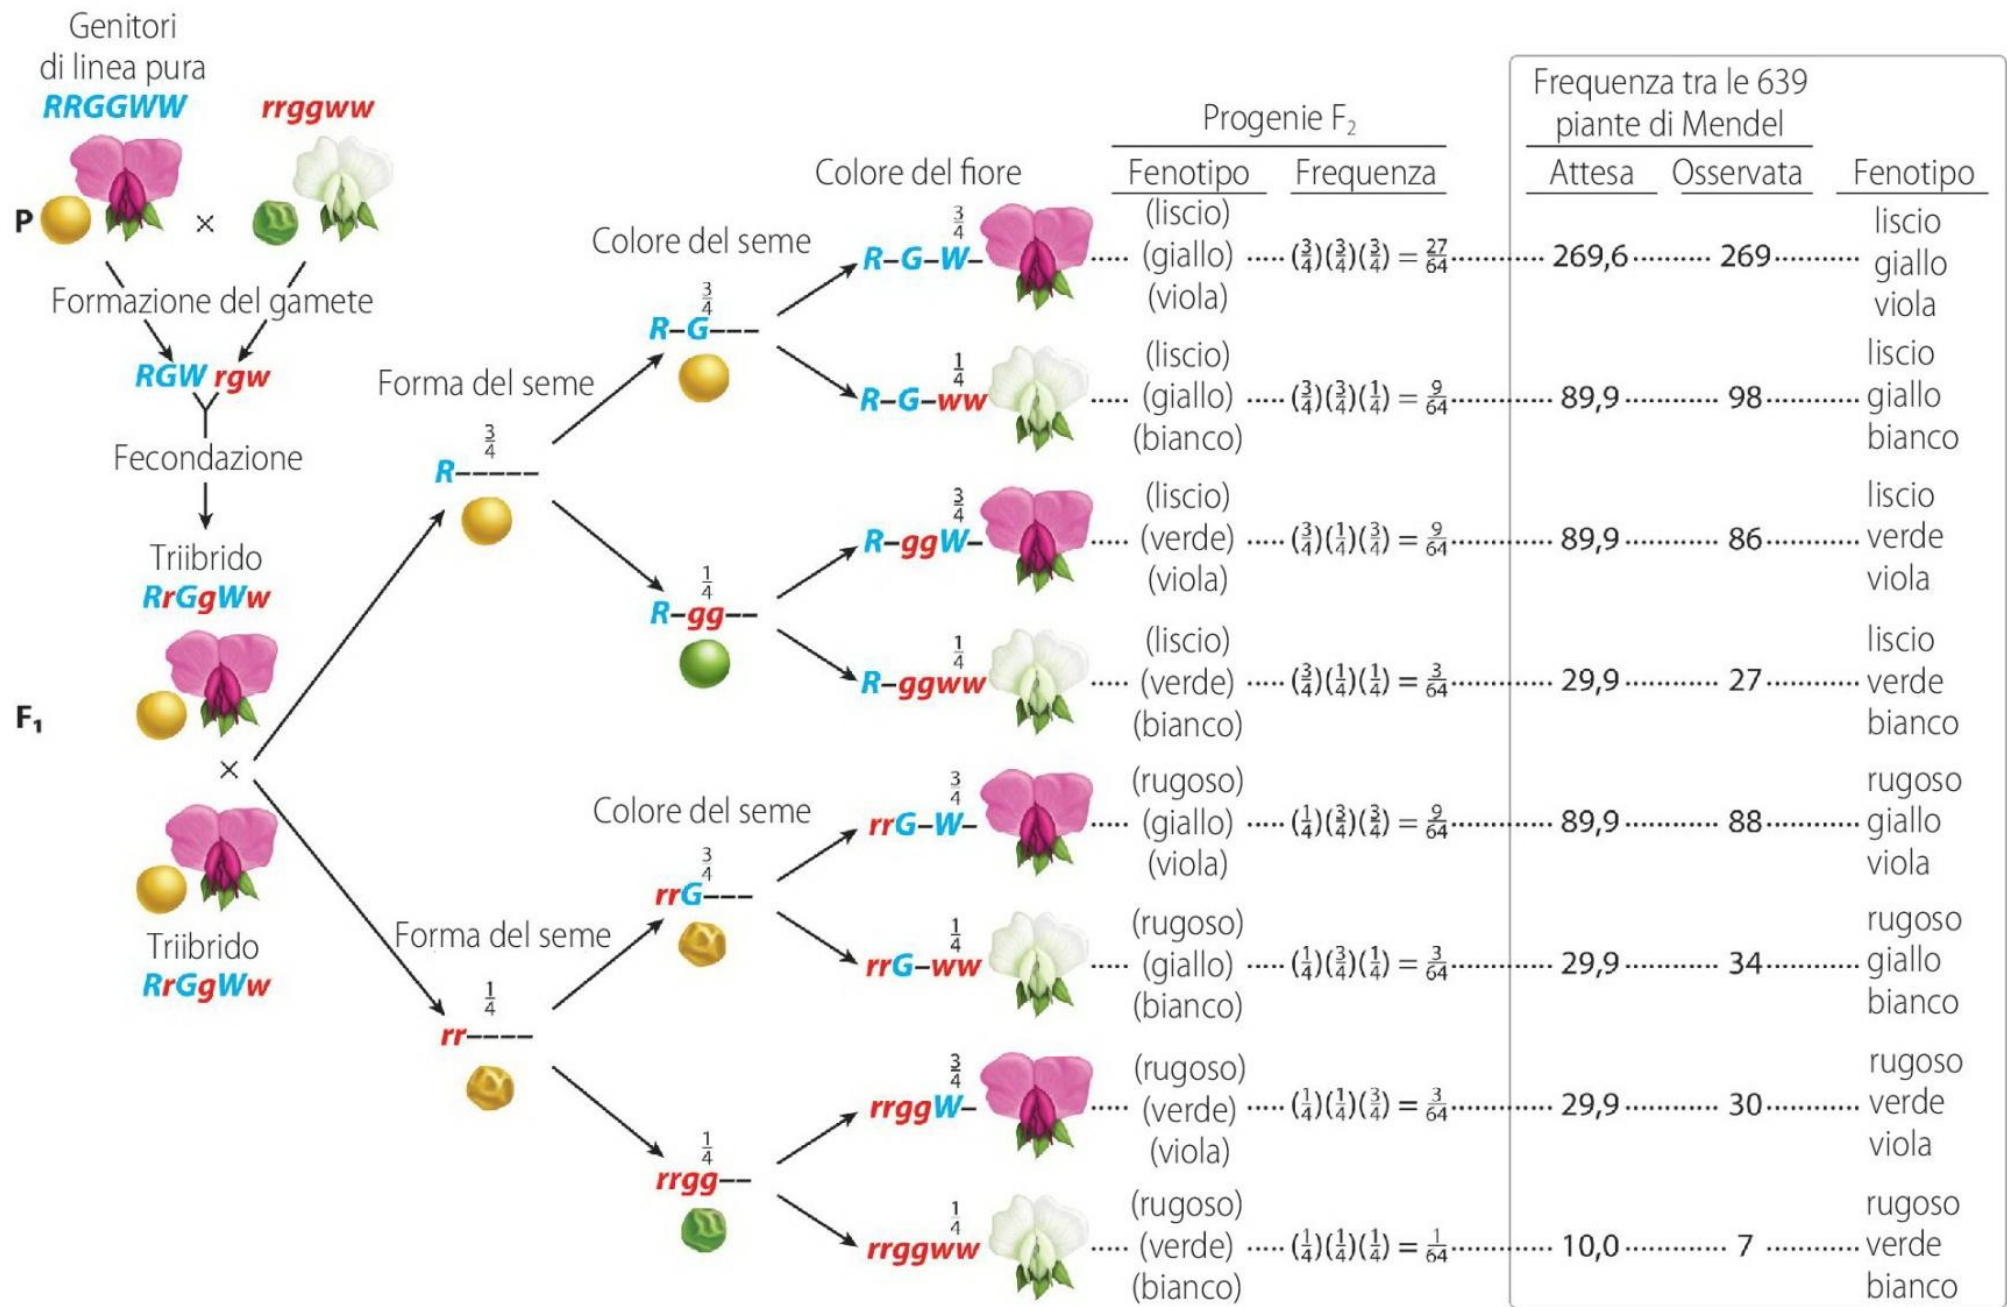 Genitori
di linea pura
RRGGWW rrggww
P ×
Formazione del gamete
RGW rgw
Fecondazione
Triibrido
RrGgWw
F₁
×
Triibrido
RrGgWw
Forma del seme
3/4
R-----
Forma del seme
1/4
rr----
Colore del seme
3/4
R-G---
1/4
R-gg--
Colore del seme
3/4
rrG---
1/4
rrgg--
Colore del fiore
Progenie F₂
Fenotipo Frequenza
Frequenza tra le 639
piante di Mendel
Attesa Osservata Fenotipo
3/4
R-G-W-
(liscio)
(giallo)
(viola)
(3/4)(3/4)(3/4) = 27/64
269,6 269
liscio
giallo
viola
1/4
R-G-ww
(liscio)
(giallo)
(bianco)
(3/4)(3/4)(1/4) = 9/64
89,9 98
liscio
giallo
bianco
3/4
R-ggW-
(liscio)
(verde)
(viola)
(3/4)(1/4)(3/4) = 9/64
89,9 86
liscio
verde
viola
1/4
R-ggww
(liscio)
(verde)
(bianco)
(3/4)(1/4)(1/4) = 3/64
29,9 27
liscio
verde
bianco
3/4
rrG-W-
(rugoso)
(giallo)
(viola)
(1/4)(3/4)(3/4) = 9/64
89,9 88
rugoso
giallo
viola
1/4
rrG-ww
(rugoso)
(giallo)
(bianco)
(1/4)(3/4)(1/4) = 3/64
29,9 34
rugoso
giallo
bianco
3/4
rrggW-
(rugoso)
(verde)
(viola)
(1/4)(1/4)(3/4) = 3/64
29,9 30
rugoso
verde
viola
1/4
rrggww
(rugoso)
(verde)
(bianco)
(1/4)(1/4)(1/4) = 1/64
10,0 7
rugoso
verde
bianco